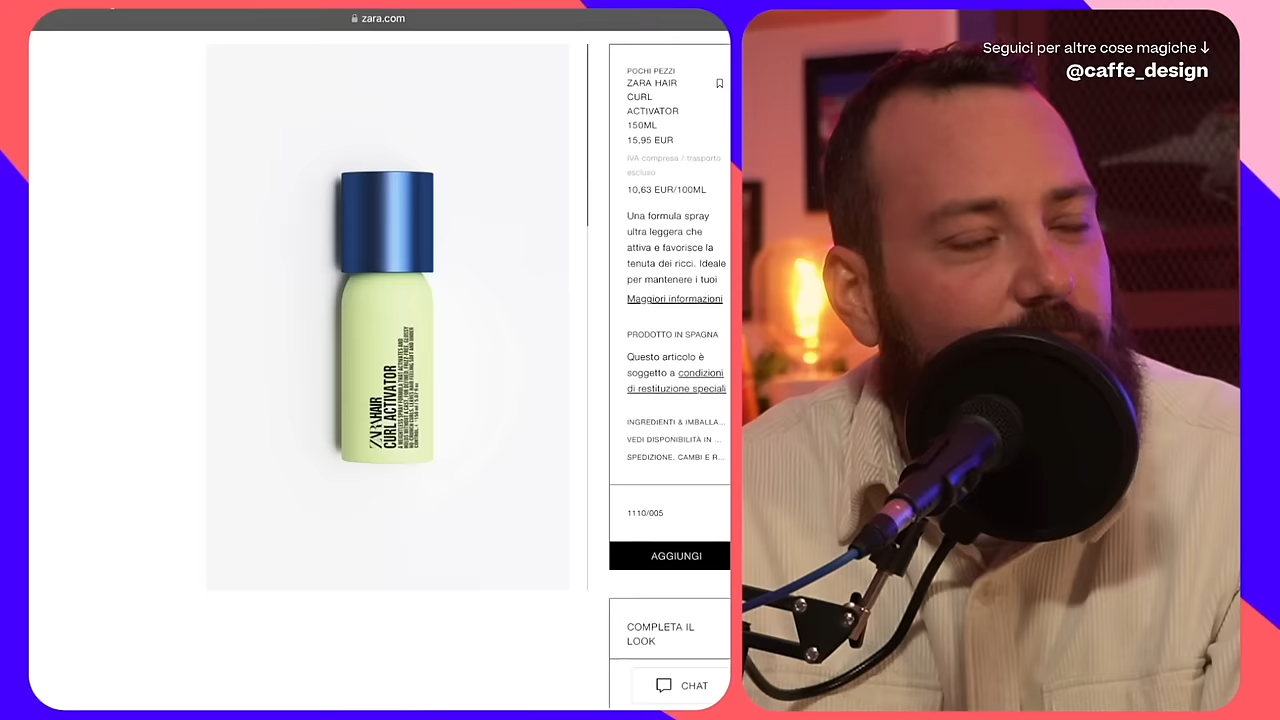 zara.com
POCHI PEZZI
ZARA HAIR
CURL
ACTIVATOR
150ML
15,95 EUR
IVA compresa / trasporto
escluso
10,63 EUR/100ML
Una formula spray
ultra leggera che
attiva e favorisce la
tenuta dei ricci. Ideale
per mantenere i tuoi
Maggiori informazioni
PRODOTTO IN SPAGNA
Questo articolo è
soggetto a condizioni
di restituzione speciali
INGREDIENTI & IMBALLA...
VEDI DISPONIBILITÀ IN ...
SPEDIZIONE, CAMBI E R...
1110/005
AGGIUNGI
COMPLETA IL
LOOK
CHAT
ZARA HAIR
CURL ACTIVATOR
Seguici per altre cose magiche ↓
@caffe_design